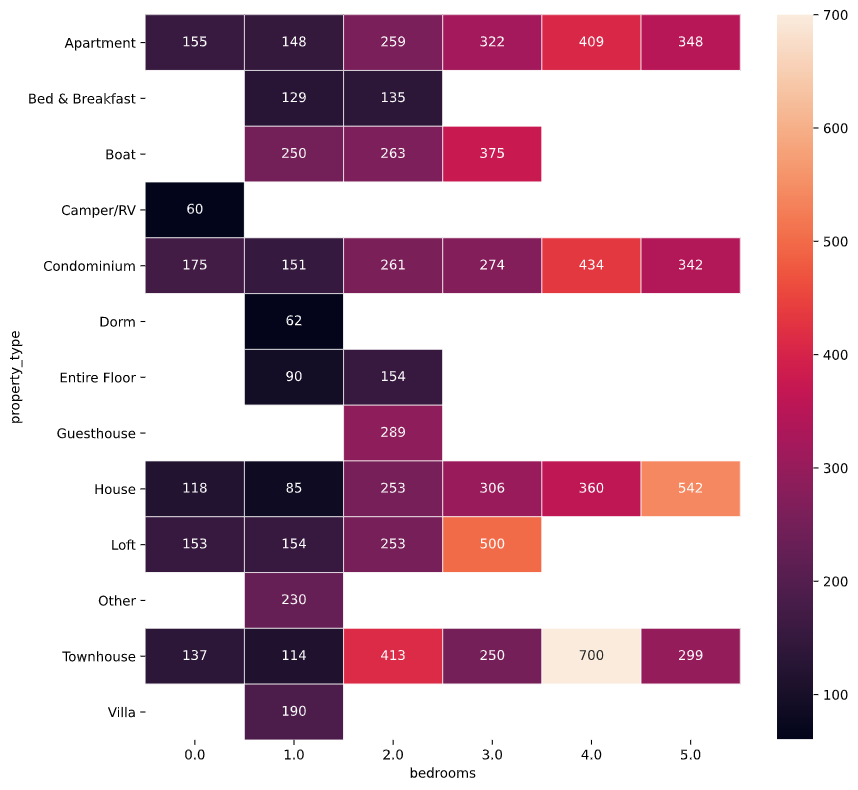 Apartment 155 148 259 322 409 348
Bed & Breakfast 129 135
Boat 250 263 375
Camper/RV 60
Condominium 175 151 261 274 434 342
Dorm 62
Entire Floor 90 154
Guesthouse 289
House 118 85 253 306 360 542
Loft 153 154 253 500
Other 230
Townhouse 137 114 413 250 700 299
Villa 190
0.0 1.0 2.0 3.0 4.0 5.0
bedrooms
property_type
700
600
500
400
300
200
100